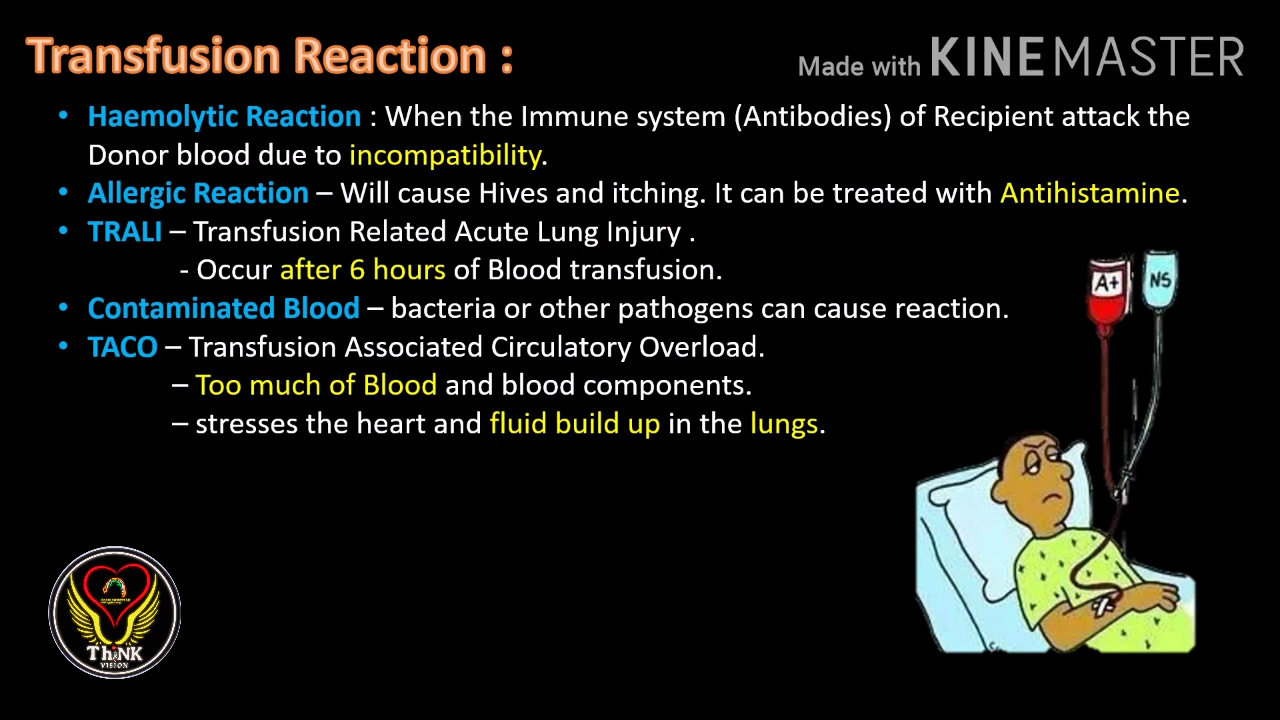 Transfusion Reaction :
Made with KINEMASTER
• Haemolytic Reaction : When the Immune system (Antibodies) of Recipient attack the
Donor blood due to incompatibility.
• Allergic Reaction – Will cause Hives and itching. It can be treated with Antihistamine.
• TRALI – Transfusion Related Acute Lung Injury .
- Occur after 6 hours of Blood transfusion.
• Contaminated Blood – bacteria or other pathogens can cause reaction.
• TACO – Transfusion Associated Circulatory Overload.
– Too much of Blood and blood components.
– stresses the heart and fluid build up in the lungs.
A+
NS
ThiNK
VISION